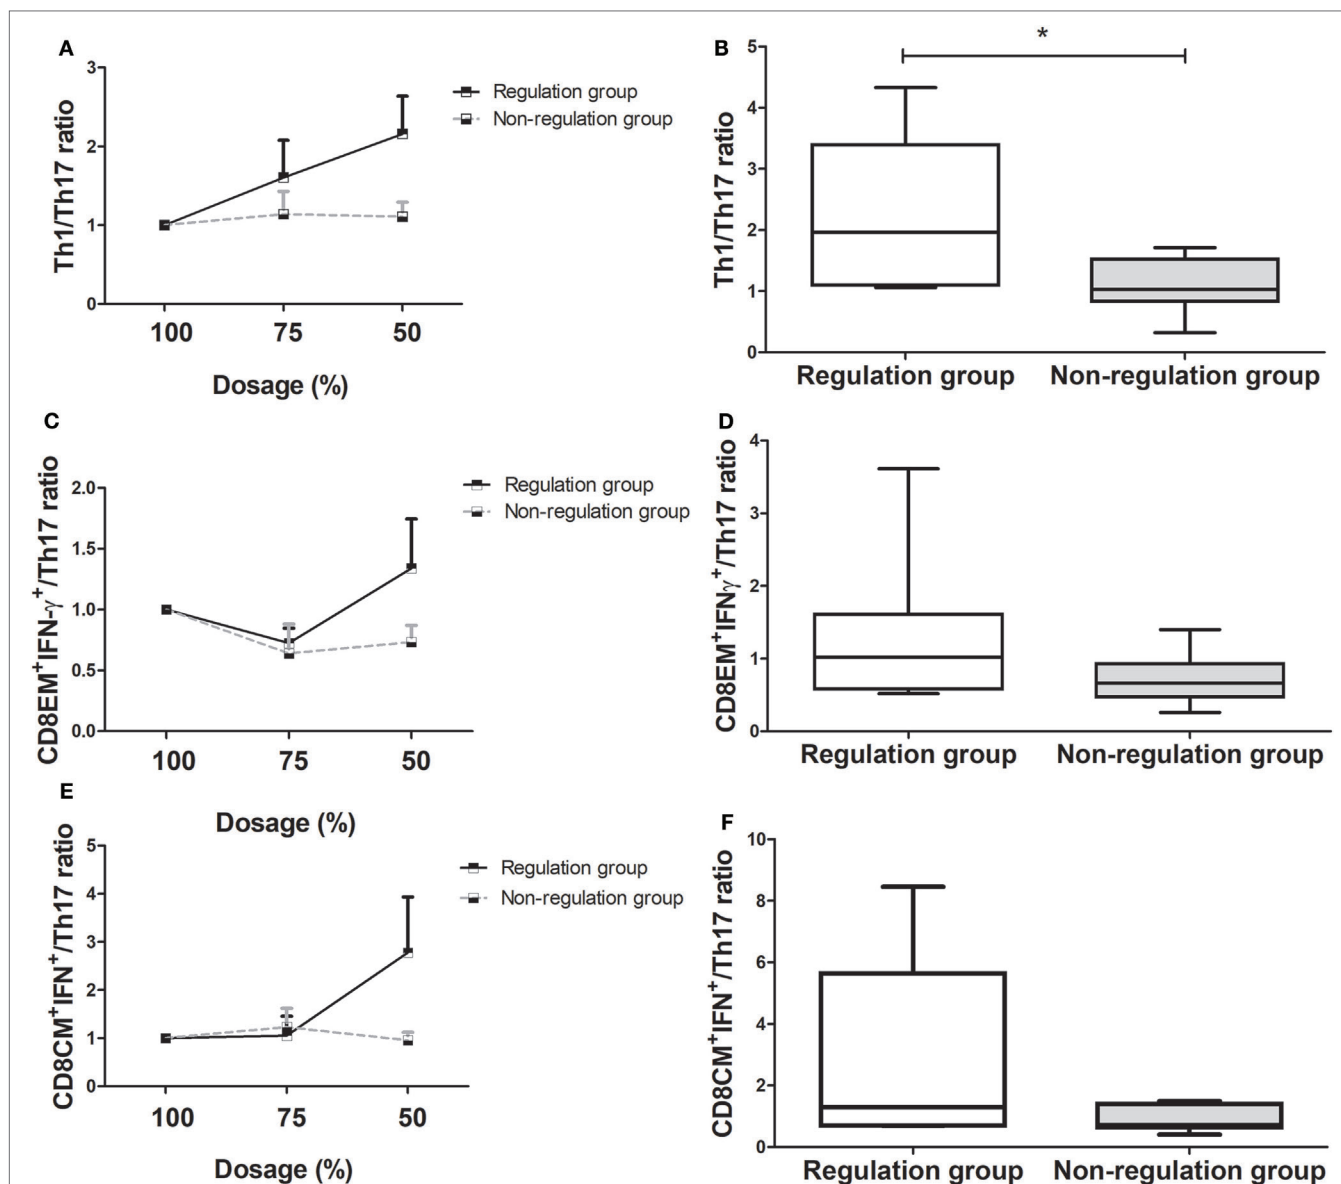 A
Th1/Th17 ratio
3
2
1
0
100 75 50
Dosage (%)
Regulation group
Non-regulation group
B
*
Th1/Th17 ratio
5
4
3
2
1
0
Regulation group Non-regulation group
C
CD8EM+IFN-γ+/Th17 ratio
2.0
1.5
1.0
0.5
0.0
100 75 50
Dosage (%)
Regulation group
Non-regulation group
D
CD8EM+IFNγ+/Th17 ratio
4
3
2
1
0
Regulation group Non-regulation group
E
CD8CM+IFN+/Th17 ratio
5
4
3
2
1
0
100 75 50
Dosage (%)
Regulation group
Non-regulation group
F
CD8CM+IFN+/Th17 ratio
10
8
6
4
2
0
Regulation group Non-regulation group